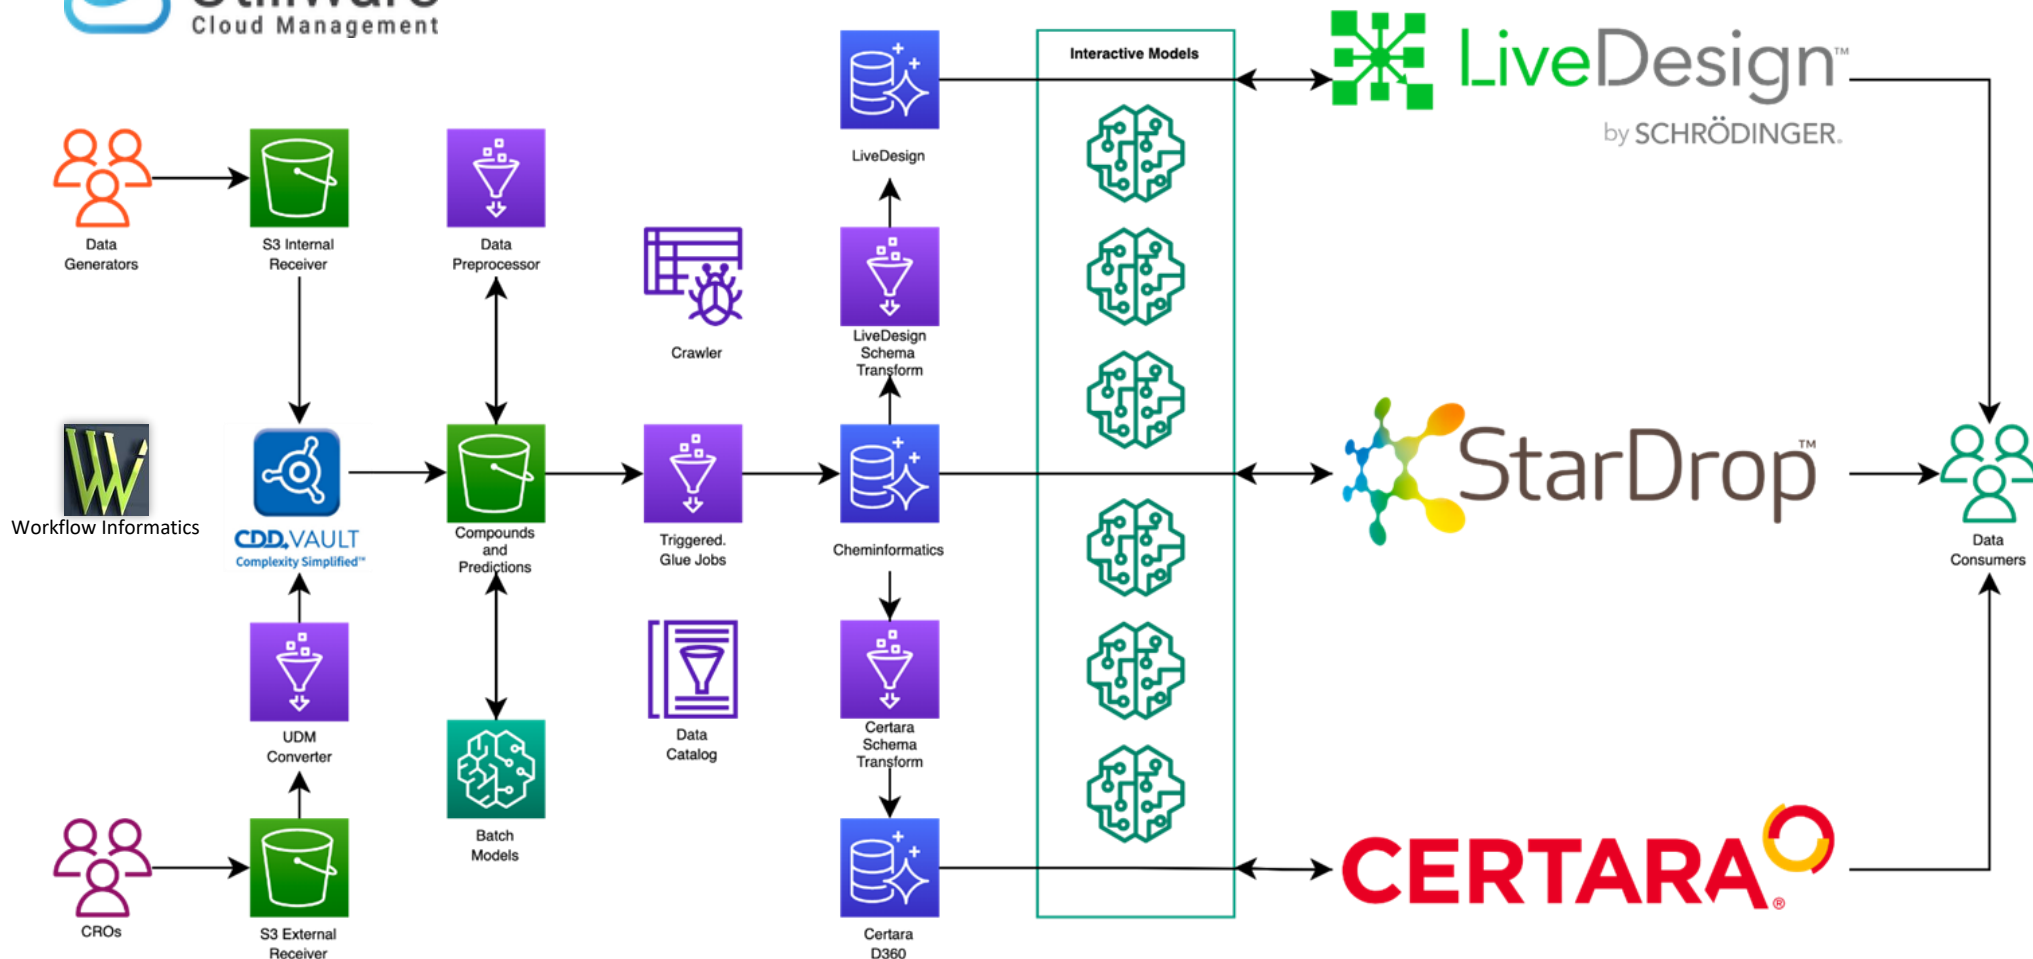 Cloud Management
Interactive Models
LiveDesign™
by SCHRÖDINGER.
LiveDesign
Data
Generators
S3 Internal
Receiver
Data
Preprocessor
Crawler
LiveDesign
Schema
Transform
Workflow Informatics
CDD VAULT
Complexity Simplified™
Compounds
and
Predictions
Triggered.
Glue Jobs
Cheminformatics
StarDrop™
Data
Consumers
UDM
Converter
Data
Catalog
Certara
Schema
Transform
Batch
Models
CERTARA®
CROs
S3 External
Receiver
Certara
D360